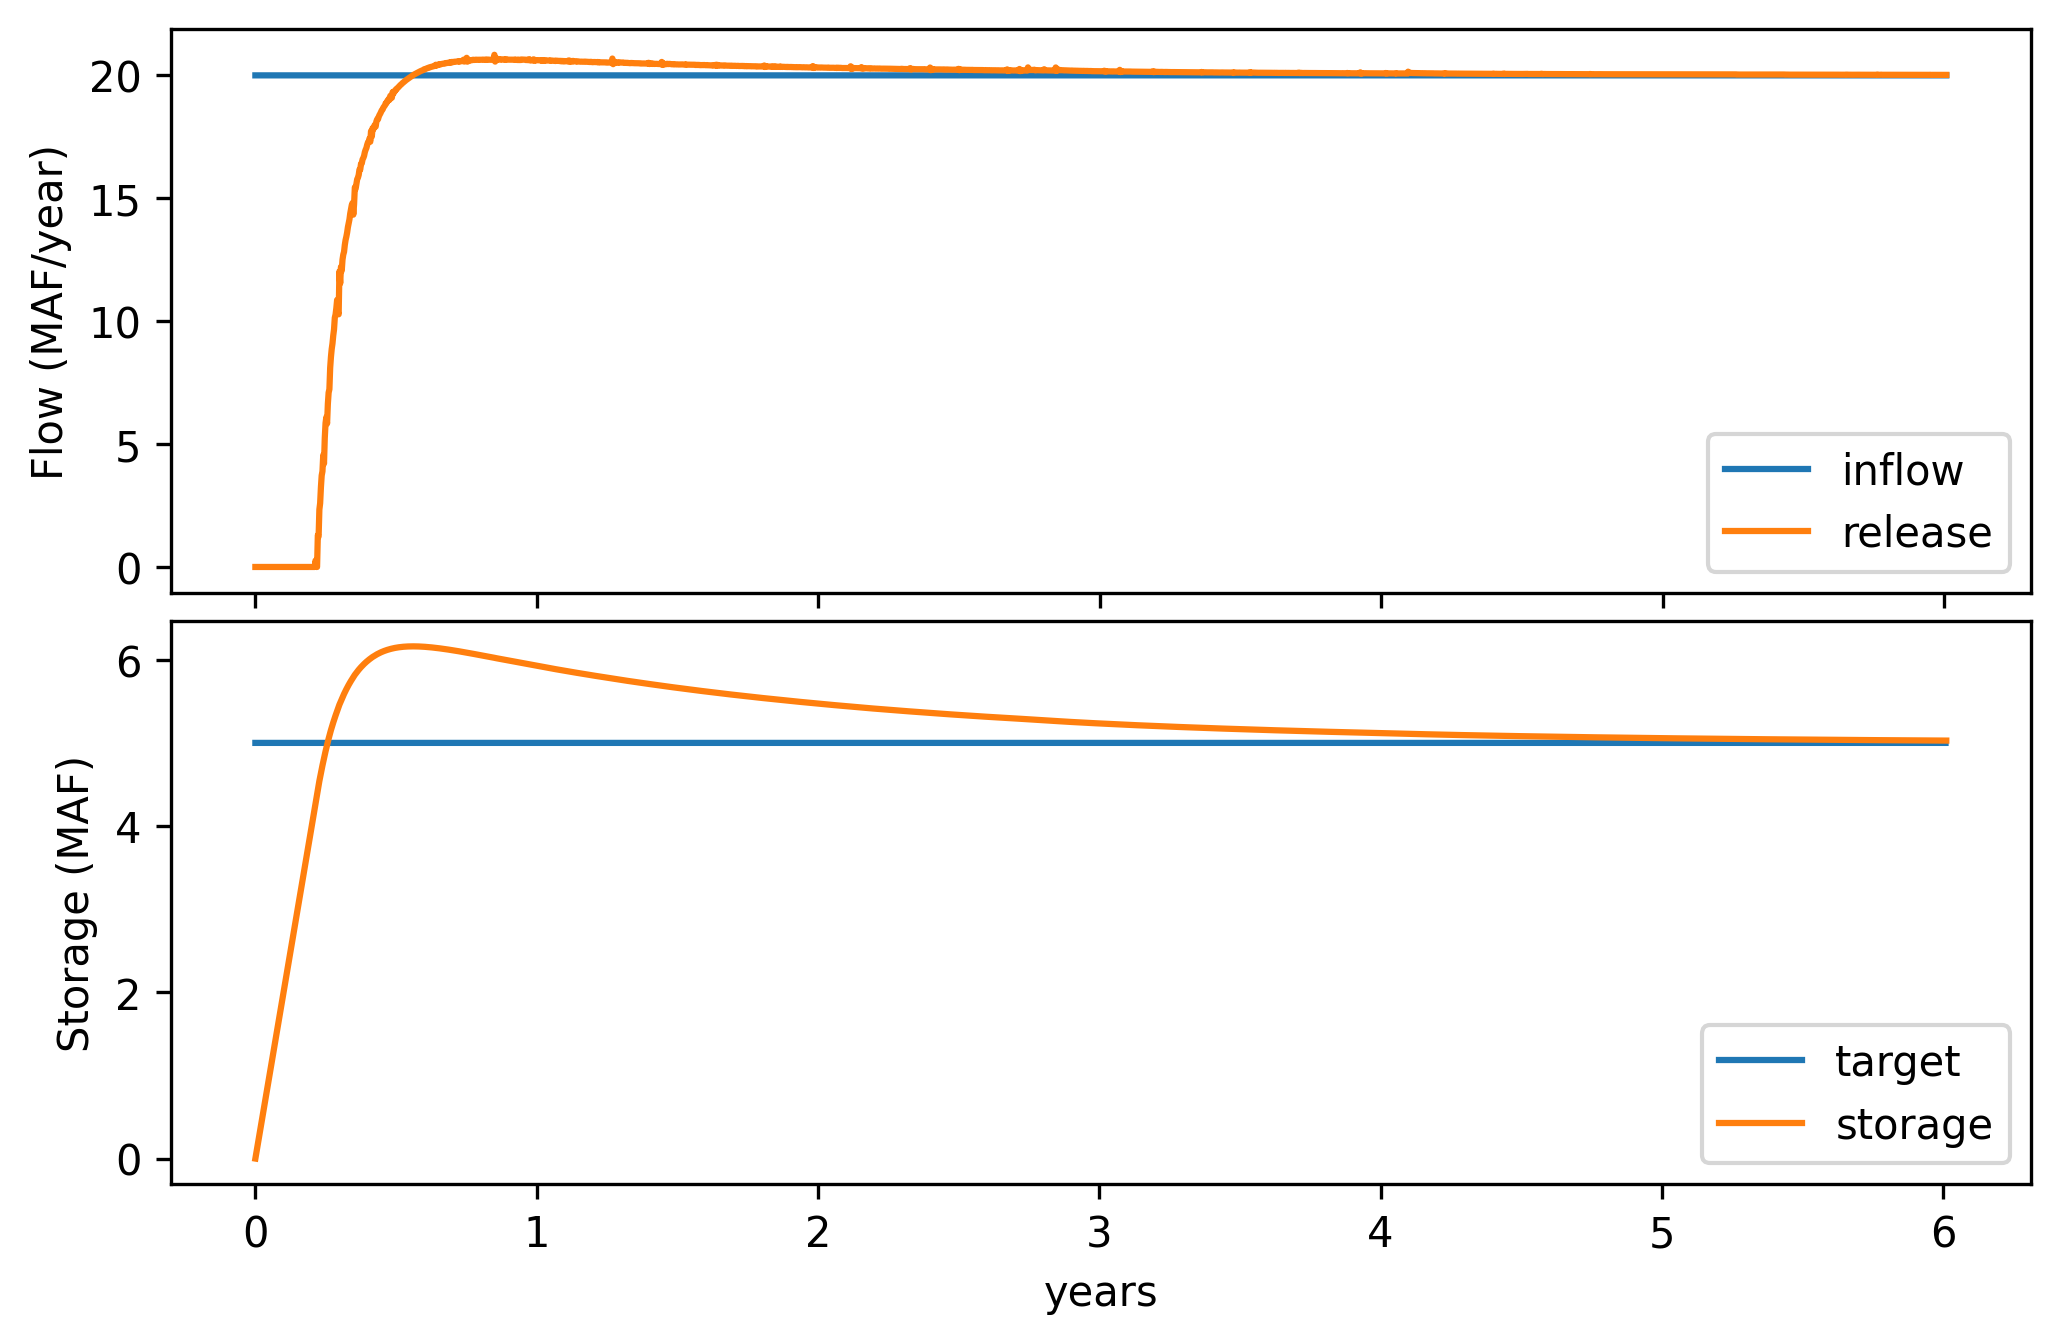 Flow (MAF/year)
20
15
10
5
0
inflow
release
Storage (MAF)
6
4
2
0
target
storage
0 1 2 3 4 5 6
years